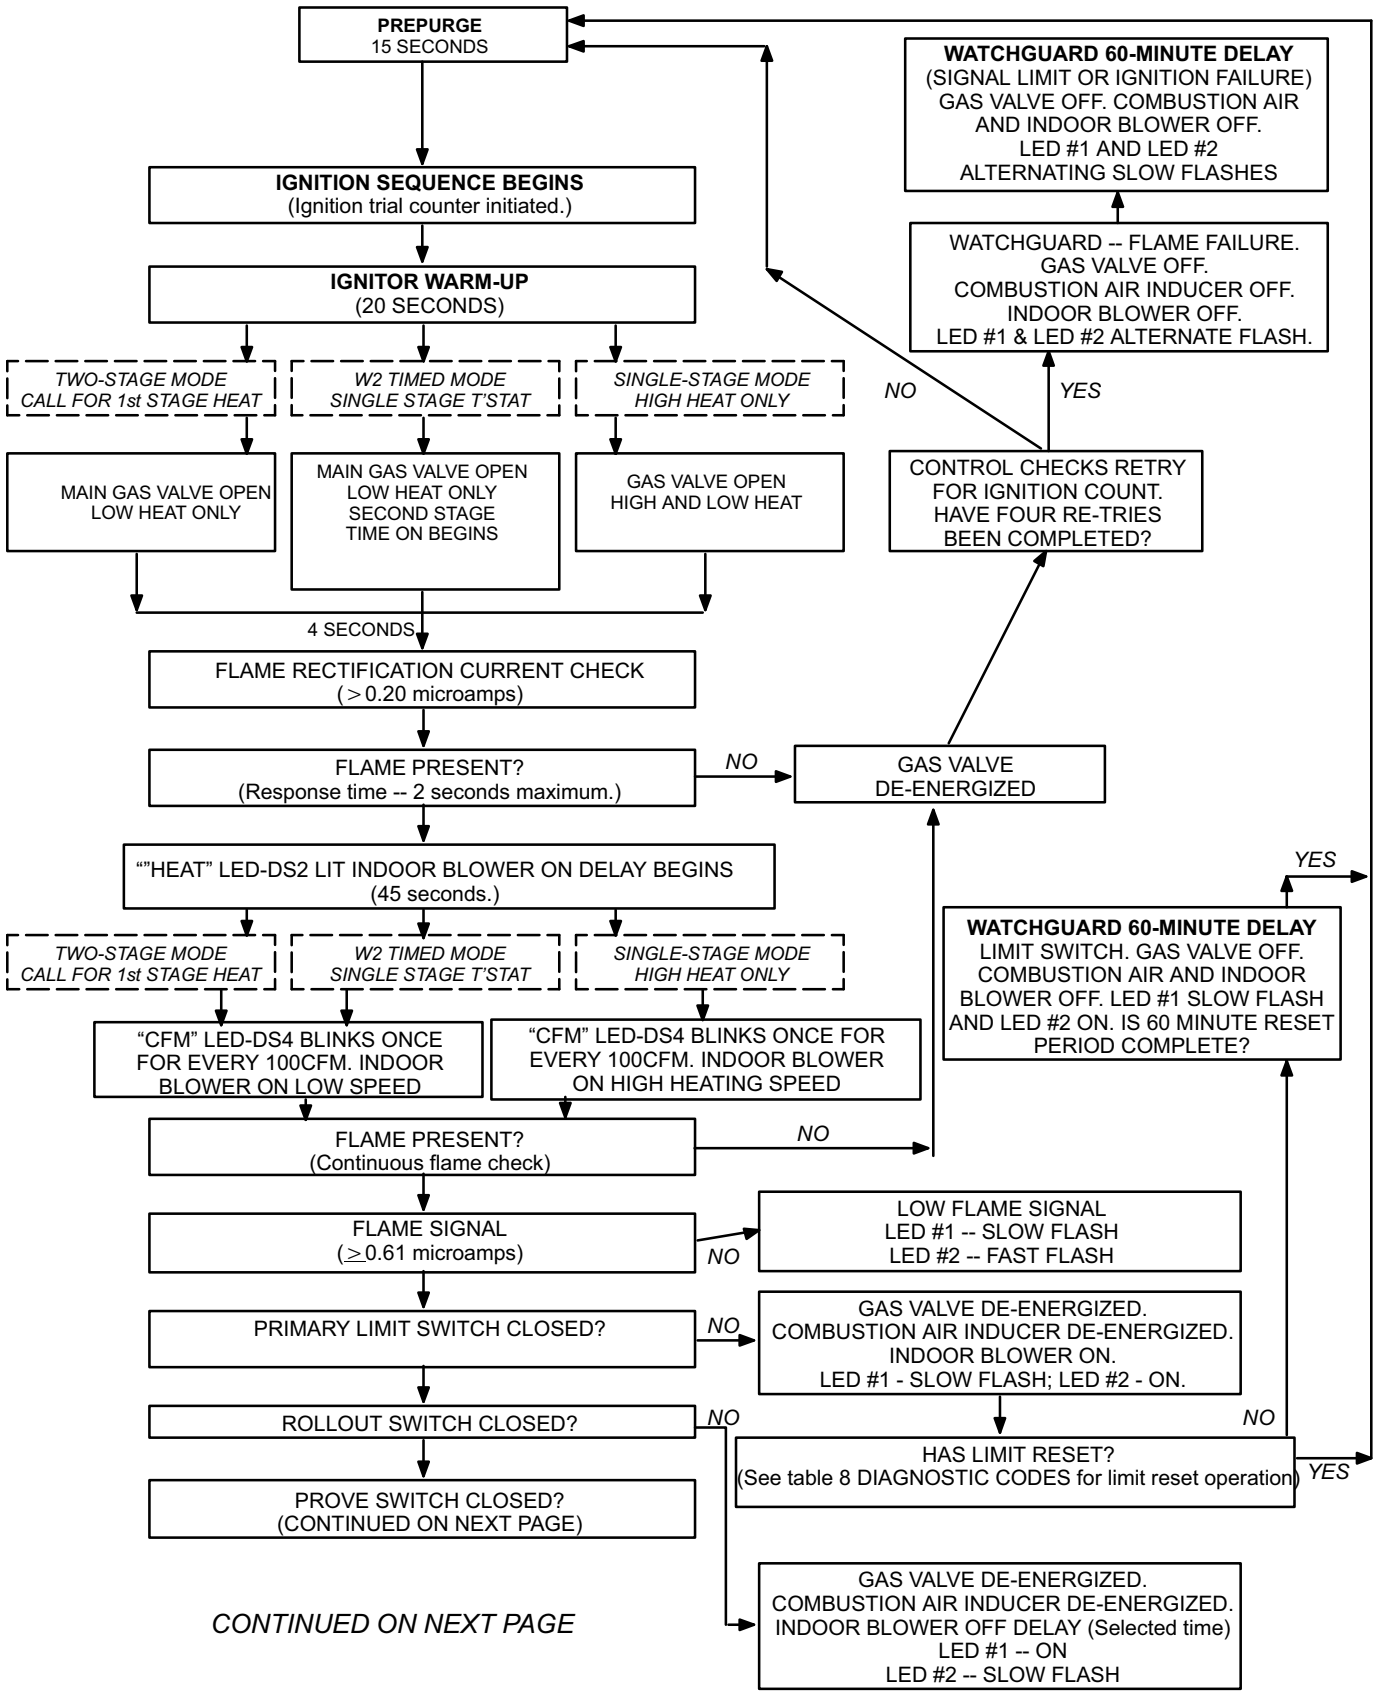 PREPURGE
15 SECONDS
WATCHGUARD 60-MINUTE DELAY
(SIGNAL LIMIT OR IGNITION FAILURE)
GAS VALVE OFF. COMBUSTION AIR
AND INDOOR BLOWER OFF.
LED #1 AND LED #2
ALTERNATING SLOW FLASHES
IGNITION SEQUENCE BEGINS
(Ignition trial counter initiated.)
WATCHGUARD -- FLAME FAILURE.
GAS VALVE OFF.
COMBUSTION AIR INDUCER OFF.
INDOOR BLOWER OFF.
LED #1 & LED #2 ALTERNATE FLASH.
IGNITOR WARM-UP
(20 SECONDS)
TWO-STAGE MODE
CALL FOR 1st STAGE HEAT
W2 TIMED MODE
SINGLE STAGE T'STAT
SINGLE-STAGE MODE
HIGH HEAT ONLY
NO
YES
MAIN GAS VALVE OPEN
LOW HEAT ONLY
MAIN GAS VALVE OPEN
LOW HEAT ONLY
SECOND STAGE
TIME ON BEGINS
GAS VALVE OPEN
HIGH AND LOW HEAT
CONTROL CHECKS RETRY
FOR IGNITION COUNT.
HAVE FOUR RE-TRIES
BEEN COMPLETED?
4 SECONDS
FLAME RECTIFICATION CURRENT CHECK
(>0.20 microamps)
FLAME PRESENT?
(Response time -- 2 seconds maximum.)
NO
GAS VALVE
DE-ENERGIZED
“”HEAT” LED-DS2 LIT INDOOR BLOWER ON DELAY BEGINS
(45 seconds.)
YES
TWO-STAGE MODE
CALL FOR 1st STAGE HEAT
W2 TIMED MODE
SINGLE STAGE T'STAT
SINGLE-STAGE MODE
HIGH HEAT ONLY
WATCHGUARD 60-MINUTE DELAY
LIMIT SWITCH. GAS VALVE OFF.
COMBUSTION AIR AND INDOOR
BLOWER OFF. LED #1 SLOW FLASH
AND LED #2 ON. IS 60 MINUTE RESET
PERIOD COMPLETE?
“CFM” LED-DS4 BLINKS ONCE
FOR EVERY 100CFM. INDOOR
BLOWER ON LOW SPEED
“CFM” LED-DS4 BLINKS ONCE FOR
EVERY 100CFM. INDOOR BLOWER
ON HIGH HEATING SPEED
FLAME PRESENT?
(Continuous flame check)
NO
FLAME SIGNAL
(≥0.61 microamps)
NO
LOW FLAME SIGNAL
LED #1 -- SLOW FLASH
LED #2 -- FAST FLASH
PRIMARY LIMIT SWITCH CLOSED?
NO
GAS VALVE DE-ENERGIZED.
COMBUSTION AIR INDUCER DE-ENERGIZED.
INDOOR BLOWER ON.
LED #1 - SLOW FLASH; LED #2 - ON.
ROLLOUT SWITCH CLOSED?
NO
NO
HAS LIMIT RESET?
(See table 8 DIAGNOSTIC CODES for limit reset operation)
YES
PROVE SWITCH CLOSED?
(CONTINUED ON NEXT PAGE)
GAS VALVE DE-ENERGIZED.
COMBUSTION AIR INDUCER DE-ENERGIZED.
INDOOR BLOWER OFF DELAY (Selected time)
LED #1 -- ON
LED #2 -- SLOW FLASH
CONTINUED ON NEXT PAGE